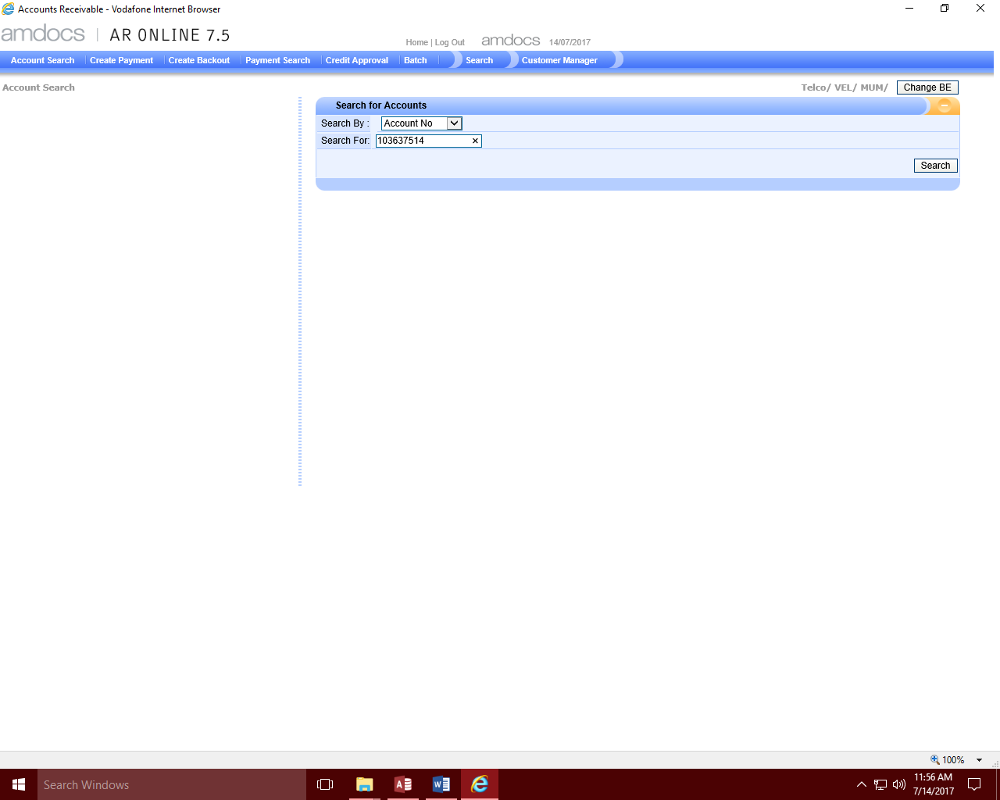 Accounts Receivable - Vodafone Internet Browser
amdocs | AR ONLINE 7.5
Home | Log Out amdocs 14/07/2017
Account Search Create Payment Create Backout Payment Search Credit Approval Batch Search Customer Manager
Account Search Telco/ VEL/ MUM/ Change BE
Search for Accounts
Search By : Account No
Search For: 103637514 ×
Search
100%
Search Windows
11:56 AM
7/14/2017